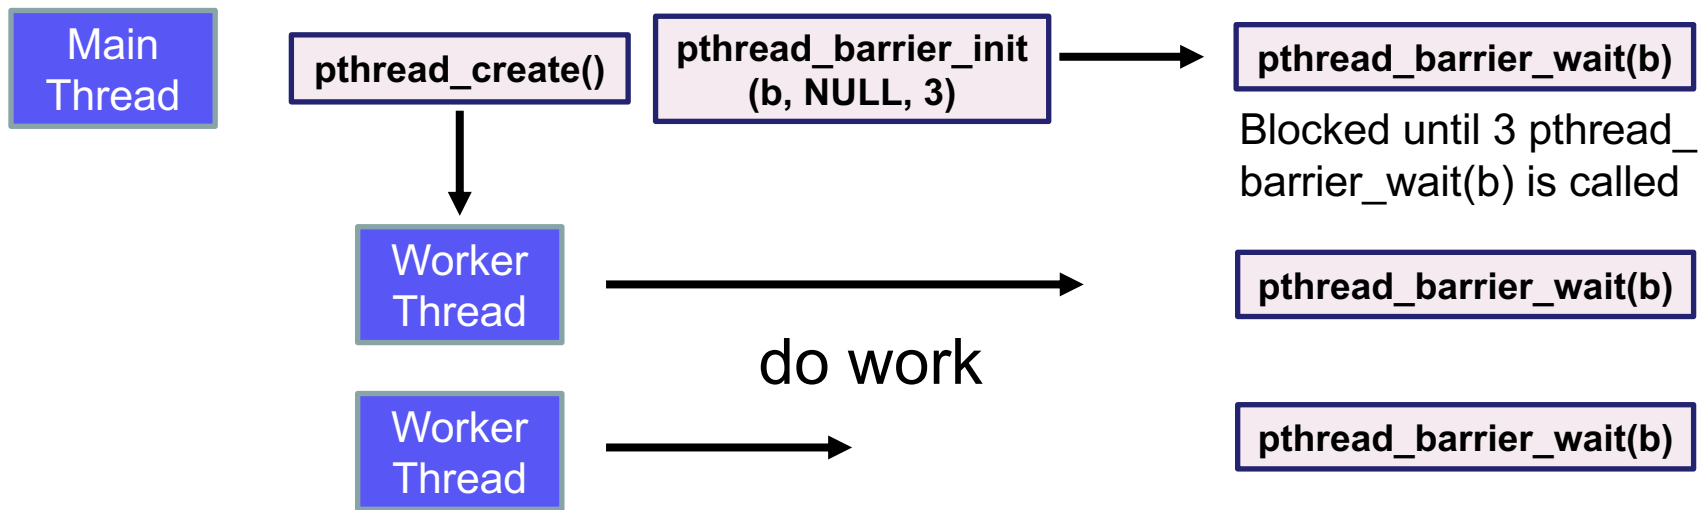 Main
Thread
pthread_create()
pthread_barrier_init
(b, NULL, 3)
pthread_barrier_wait(b)
Blocked until 3 pthread_
barrier_wait(b) is called
Worker
Thread
pthread_barrier_wait(b)
do work
Worker
Thread
pthread_barrier_wait(b)